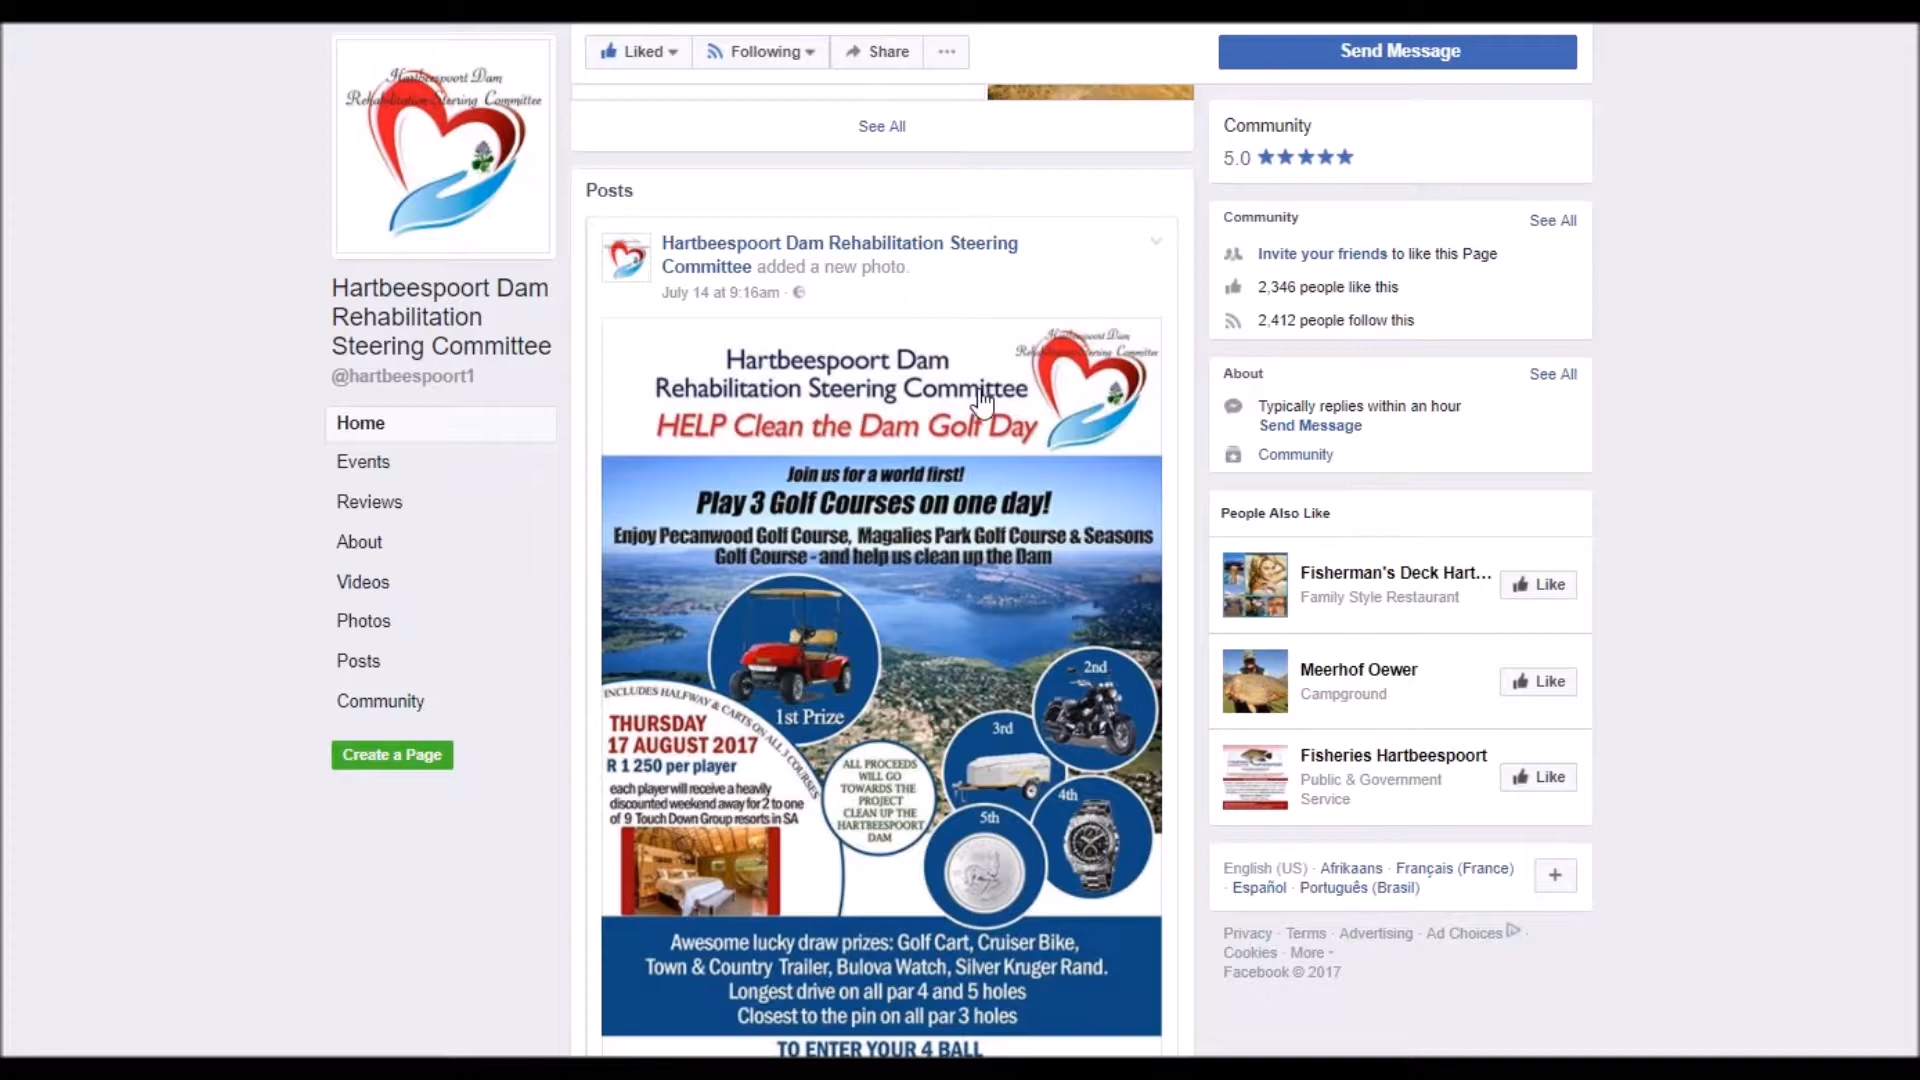 Hartbeespoort Dam
Rehabilitation Steering Committee
Hartbeespoort Dam
Rehabilitation
Steering Committee
@hartbeespoort1
Home
Events
Reviews
About
Videos
Photos
Posts
Community
Create a Page
Liked
Following
Share
Send Message
See All
Posts
Hartbeespoort Dam Rehabilitation Steering
Committee added a new photo.
July 14 at 9:16am ·
Hartbeespoort Dam
Rehabilitation Steering Committee
Hartbeespoort Dam
Rehabilitation Steering Committee
HELP Clean the Dam Golf Day
Join us for a world first!
Play 3 Golf Courses on one day!
Enjoy Pecanwood Golf Course, Magalies Park Golf Course & Seasons
Golf Course - and help us clean up the Dam
1st Prize
2nd
3rd
4th
5th
INCLUDES HALFWAY & CARTS ON ALL 3 COURSES
THURSDAY
17 AUGUST 2017
R 1 250 per player
each player will receive a heavily
discounted weekend away for 2 to one
of 9 Touch Down Group resorts in SA
ALL PROCEEDS
WILL GO
TOWARDS THE
PROJECT
CLEAN UP THE
HARTBEESPOORT
DAM
Awesome lucky draw prizes: Golf Cart, Cruiser Bike,
Town & Country Trailer, Bulova Watch, Silver Kruger Rand.
Longest drive on all par 4 and 5 holes
Closest to the pin on all par 3 holes
TO ENTER YOUR 4 BALL
Community
5.0
Community
See All
Invite your friends to like this Page
2,346 people like this
2,412 people follow this
About
See All
Typically replies within an hour
Send Message
Community
People Also Like
Fisherman's Deck Hart...
Family Style Restaurant
Like
Meerhof Oewer
Campground
Like
Fisheries Hartbeespoort
Public & Government
Service
Like
English (US) · Afrikaans · Français (France)
· Español · Português (Brasil)
Privacy · Terms · Advertising · Ad Choices ·
Cookies · More
Facebook © 2017